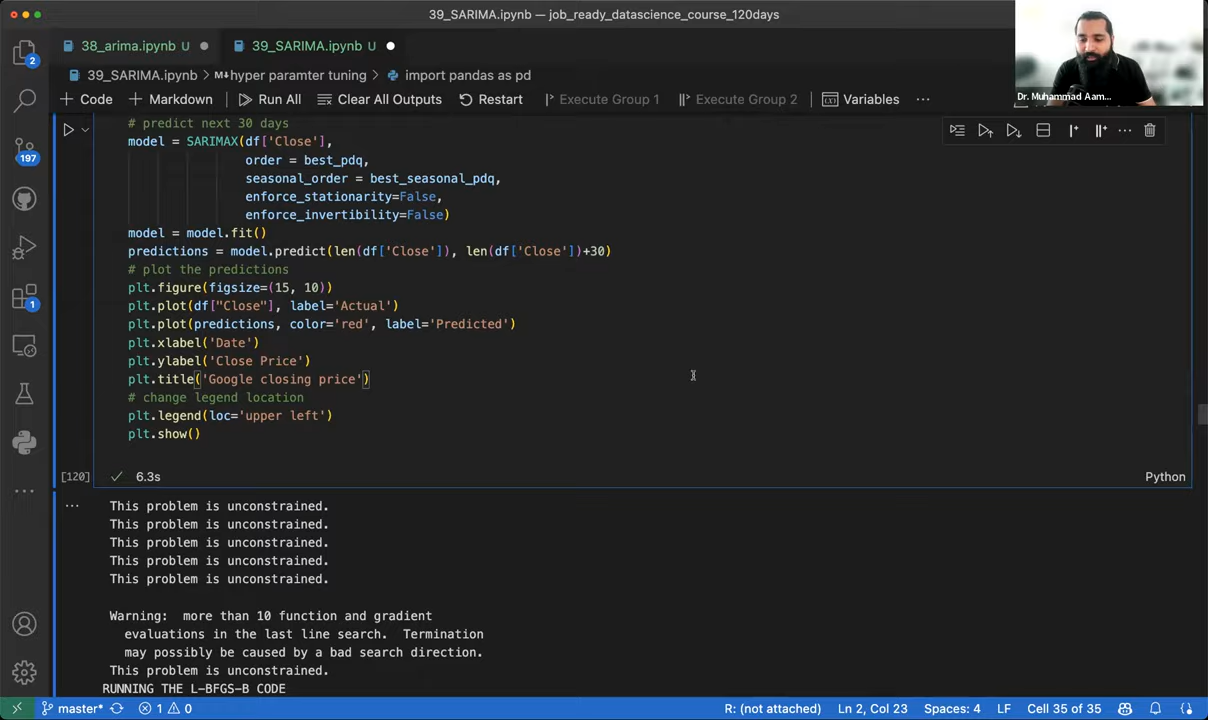 39_SARIMA.ipynb — job_ready_datascience_course_120days
38_arima.ipynb U
39_SARIMA.ipynb U
39_SARIMA.ipynb > M↓hyper paramter tuning > import pandas as pd
+ Code + Markdown Run All Clear All Outputs Restart Execute Group 1 Execute Group 2 Variables ...
Dr. Muhammad Aam...
# predict next 30 days
model = SARIMAX(df['Close'],
order = best_pdq,
seasonal_order = best_seasonal_pdq,
enforce_stationarity=False,
enforce_invertibility=False)
model = model.fit()
predictions = model.predict(len(df['Close']), len(df['Close'])+30)
# plot the predictions
plt.figure(figsize=(15, 10))
plt.plot(df["Close"], label='Actual')
plt.plot(predictions, color='red', label='Predicted')
plt.xlabel('Date')
plt.ylabel('Close Price')
plt.title('Google closing price')
# change legend location
plt.legend(loc='upper left')
plt.show()
[120] 6.3s Python
This problem is unconstrained.
This problem is unconstrained.
This problem is unconstrained.
This problem is unconstrained.
This problem is unconstrained.
Warning:  more than 10 function and gradient
evaluations in the last line search.  Termination
may possibly be caused by a bad search direction.
This problem is unconstrained.
RUNNING THE L-BFGS-B CODE
2
197
1
master* 1 0 R: (not attached) Ln 2, Col 23 Spaces: 4 LF Cell 35 of 35